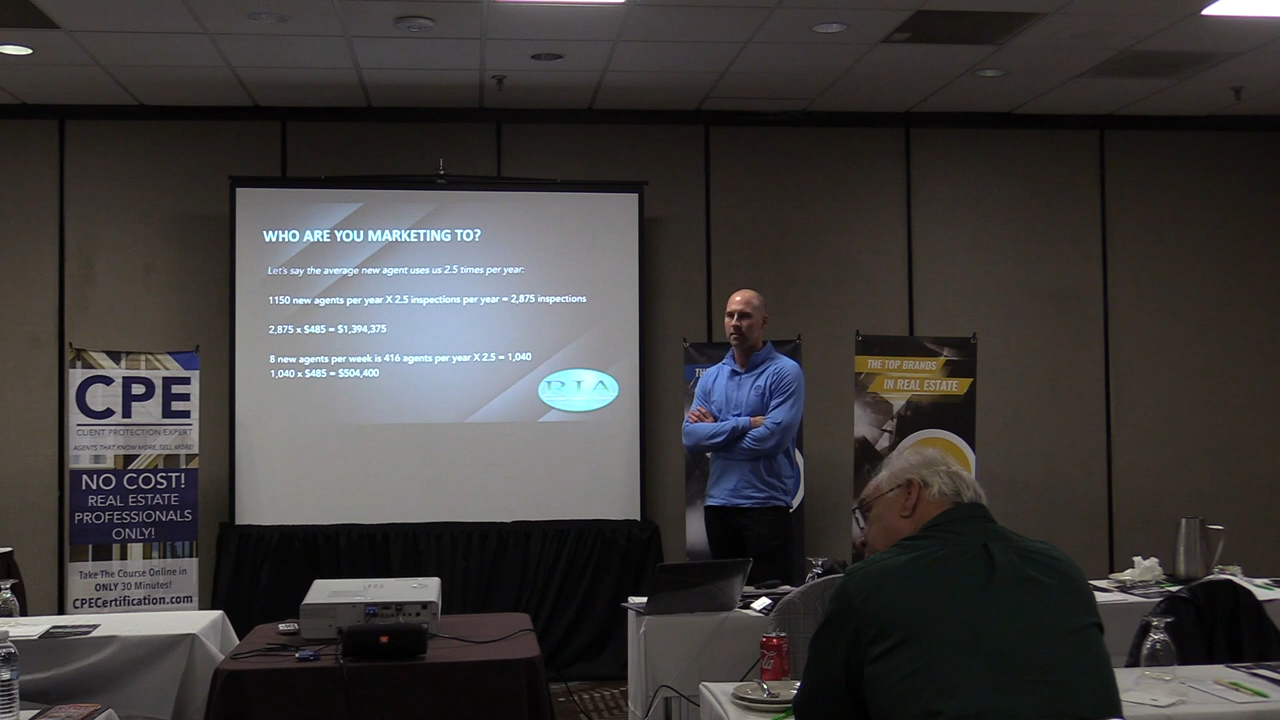 WHO ARE YOU MARKETING TO?
Let's say the average new agent uses us 2.5 times per year:
1150 new agents per year X 2.5 inspections per year = 2,875 inspections
2,875 x $485 = $1,394,375
8 new agents per week is 416 agents per year X 2.5 = 1,040
1,040 x $485 = $504,400
RIA
CPE
CLIENT PROTECTION EXPERT
AGENTS THAT KNOW MORE, SELL MORE!
NO COST!
REAL ESTATE
PROFESSIONALS
ONLY!
Take The Course Online in
ONLY 30 Minutes!
CPECertification.com
THE TOP BRANDS
IN REAL ESTATE